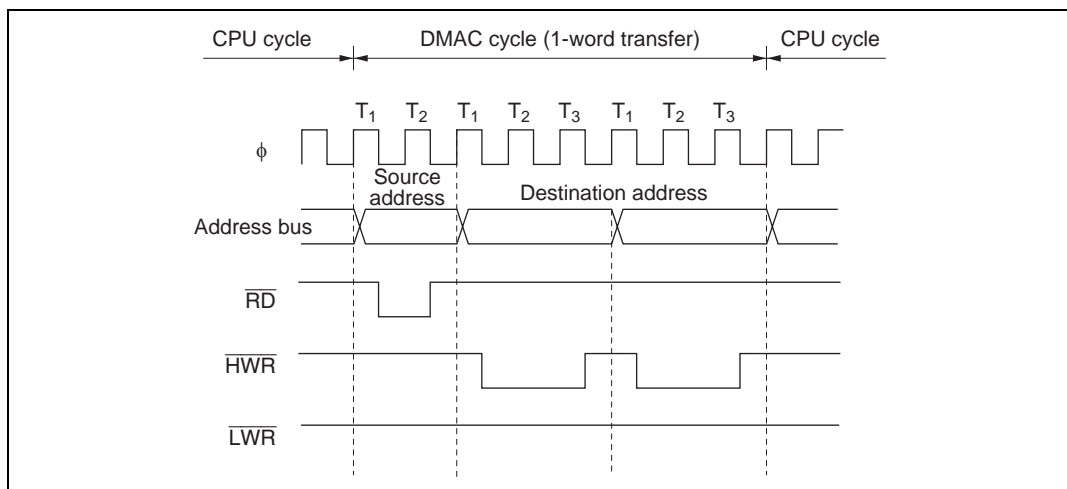 CPU cycle DMAC cycle (1-word transfer) CPU cycle
T1 T2 T1 T2 T3 T1 T2 T3
ϕ
Source
address
Destination address
Address bus
RD
HWR
LWR